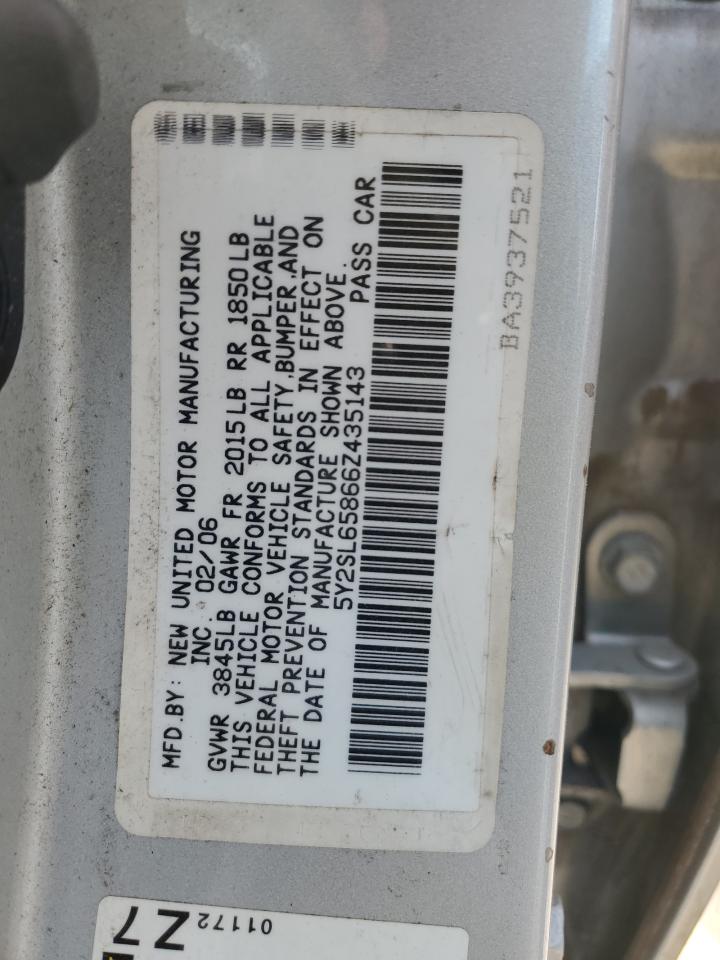 MFD.BY: NEW UNITED MOTOR MANUFACTURING
INC. 02/06
GVWR 3845LB GAWR FR 2015LB RR 1850LB
THIS VEHICLE CONFORMS TO ALL APPLICABLE
FEDERAL MOTOR VEHICLE SAFETY,BUMPER,AND
THEFT PREVENTION STANDARDS IN EFFECT ON
THE DATE OF MANUFACTURE SHOWN ABOVE.
5Y2SL65866Z435143 PASS CAR
BA3937521
Z7
01172